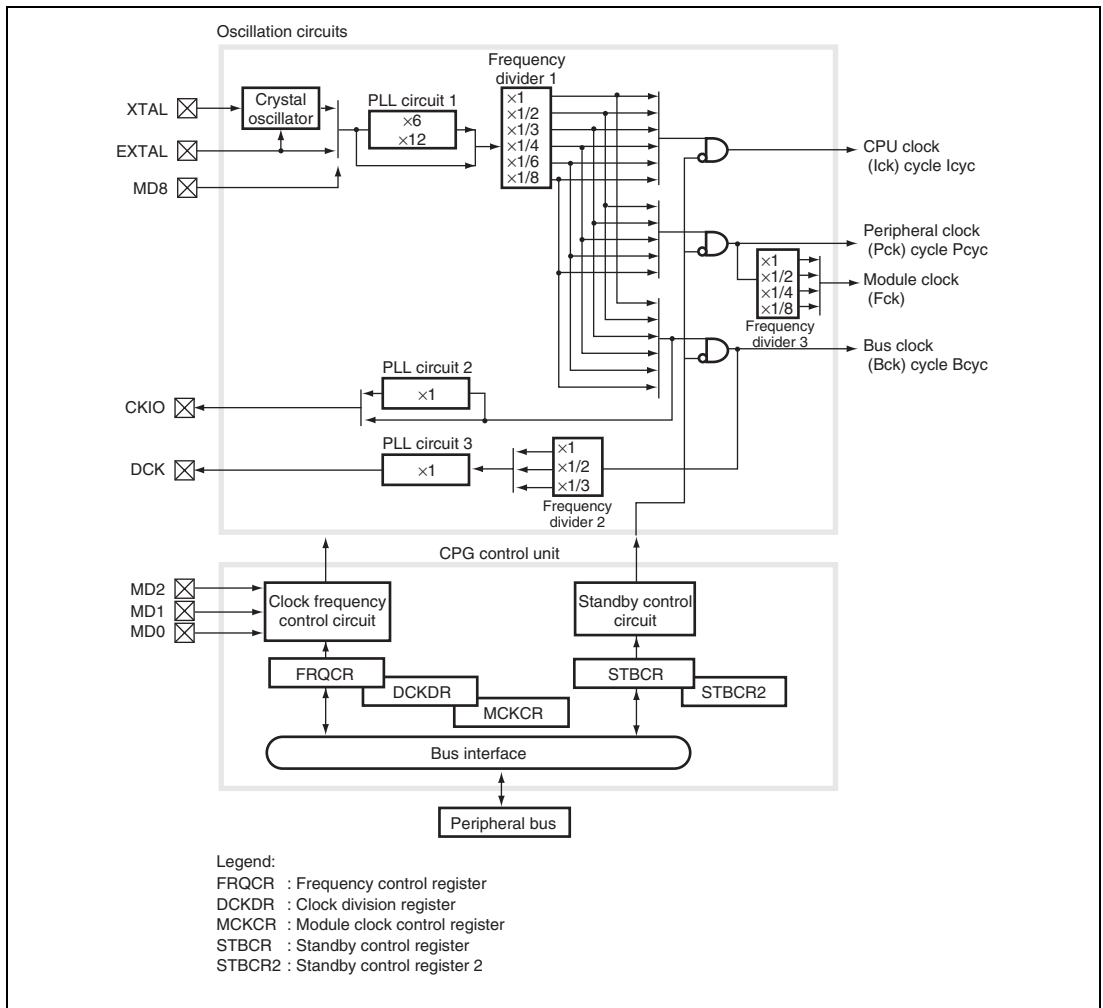 Oscillation circuits
Frequency
divider 1
XTAL
Crystal
oscillator
PLL circuit 1
×6
×12
×1
×1/2
×1/3
×1/4
×1/6
×1/8
EXTAL
MD8
CPU clock
(Ick) cycle Icyc
Peripheral clock
(Pck) cycle Pcyc
×1
×1/2
×1/4
×1/8
Frequency
divider 3
Module clock
(Fck)
Bus clock
(Bck) cycle Bcyc
PLL circuit 2
×1
CKIO
PLL circuit 3
×1
DCK
×1
×1/2
×1/3
Frequency
divider 2
CPG control unit
MD2
MD1
MD0
Clock frequency
control circuit
Standby control
circuit
FRQCR
DCKDR
MCKCR
STBCR
STBCR2
Bus interface
Peripheral bus
Legend:
FRQCR : Frequency control register
DCKDR : Clock division register
MCKCR : Module clock control register
STBCR : Standby control register
STBCR2 : Standby control register 2